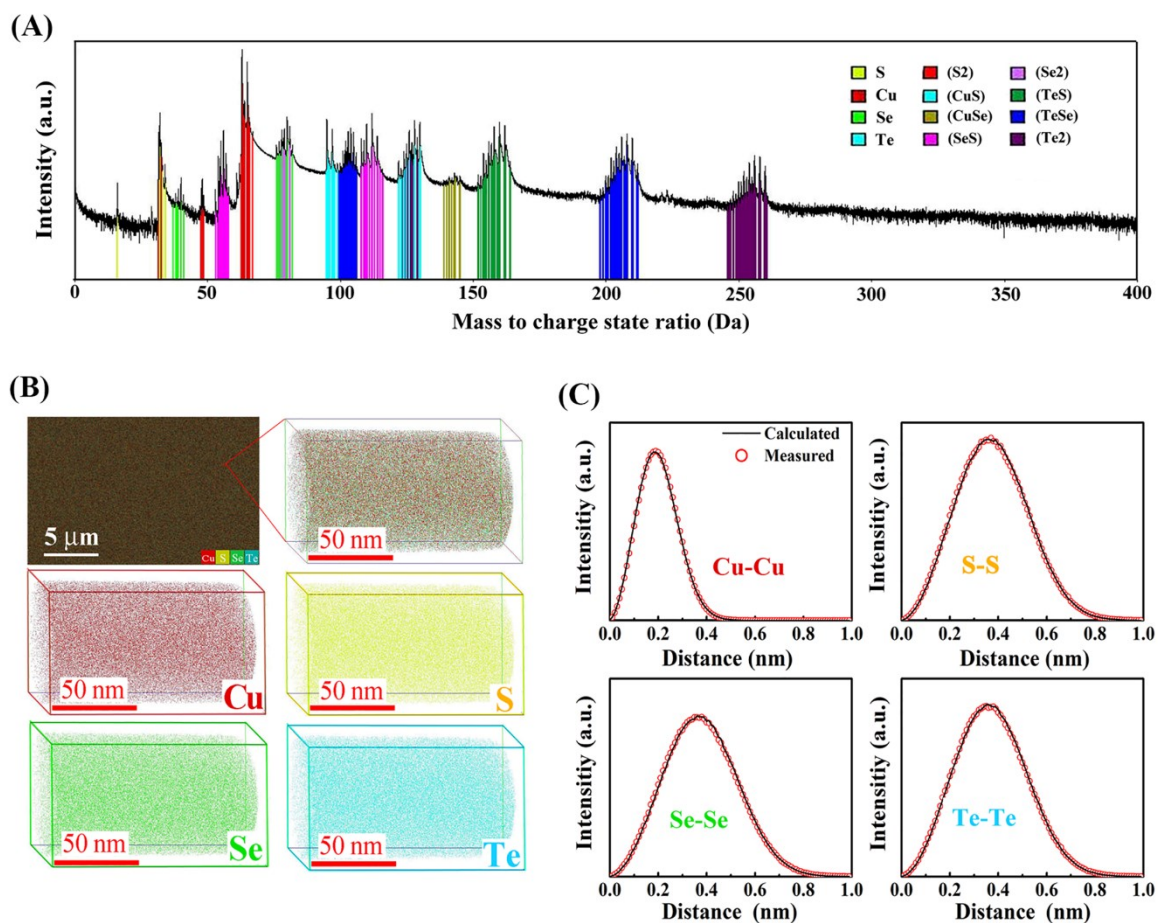 (A)
Intensity (a.u.)
S (S2) (Se2)
Cu (CuS) (TeS)
Se (CuSe) (TeSe)
Te (SeS) (Te2)
0 50 100 150 200 250 300 350 400
Mass to charge state ratio (Da)
(B)
5 μm
Cu S Se Te
50 nm
50 nm
Cu
50 nm
S
50 nm
Se
50 nm
Te
(C)
Intensitiy (a.u.)
Calculated
Measured
Cu-Cu
0.0 0.2 0.4 0.6 0.8 1.0
Distance (nm)
Intensitiy (a.u.)
S-S
0.0 0.2 0.4 0.6 0.8 1.0
Distance (nm)
Intensitiy (a.u.)
Se-Se
0.0 0.2 0.4 0.6 0.8 1.0
Distance (nm)
Intensitiy (a.u.)
Te-Te
0.0 0.2 0.4 0.6 0.8 1.0
Distance (nm)